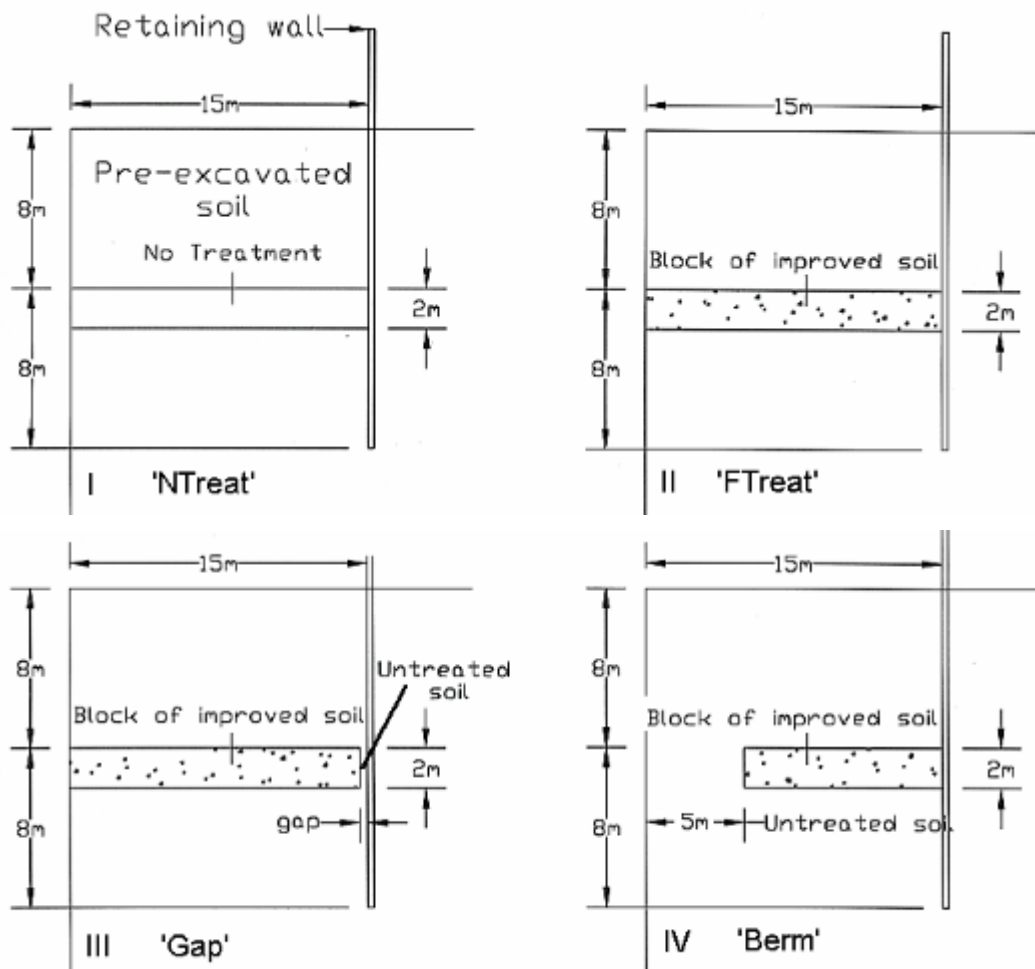 Retaining wall
15m
Pre-excavated
soil
8m
No Treatment
2m
8m
I 'NTreat'
15m
8m
Block of improved soil
2m
8m
II 'FTreat'
15m
8m
Untreated
soil
Block of improved soil
2m
8m
gap
III 'Gap'
15m
8m
Block of improved soil
2m
8m
5m
Untreated soil
IV 'Berm'